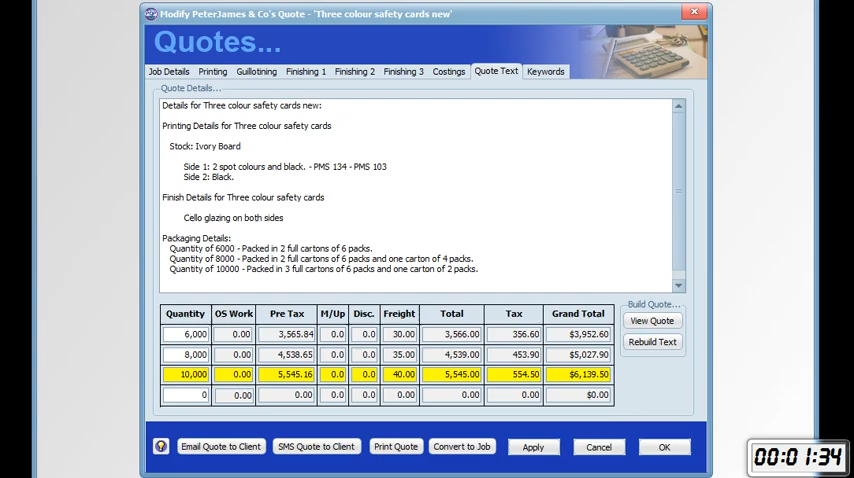 Modify PeterJames & Co's Quote - 'Three colour safety cards new'
Quotes...
Job Details Printing Guillotining Finishing 1 Finishing 2 Finishing 3 Costings Quote Text Keywords
Quote Details...
Details for Three colour safety cards new:
Printing Details for Three colour safety cards
Stock: Ivory Board
Side 1: 2 spot colours and black. - PMS 134 - PMS 103
Side 2: Black.
Finish Details for Three colour safety cards
Cello glazing on both sides
Packaging Details:
Quantity of 6000 - Packed in 2 full cartons of 6 packs.
Quantity of 8000 - Packed in 2 full cartons of 6 packs and one carton of 4 packs.
Quantity of 10000 - Packed in 3 full cartons of 6 packs and one carton of 2 packs.
Quantity OS Work Pre Tax M/Up Disc. Freight Total Tax Grand Total
6,000 0.00 3,565.84 0.0 0.0 30.00 3,566.00 356.60 $3,952.60
8,000 0.00 4,538.65 0.0 0.0 35.00 4,539.00 453.90 $5,027.90
10,000 0.00 5,545.16 0.0 0.0 40.00 5,545.00 554.50 $6,139.50
0 0.00 0.00 0.0 0.0 0.00 0.00 0.00 $0.00
Build Quote...
View Quote
Rebuild Text
Email Quote to Client SMS Quote to Client Print Quote Convert to Job Apply Cancel OK
00:01:34